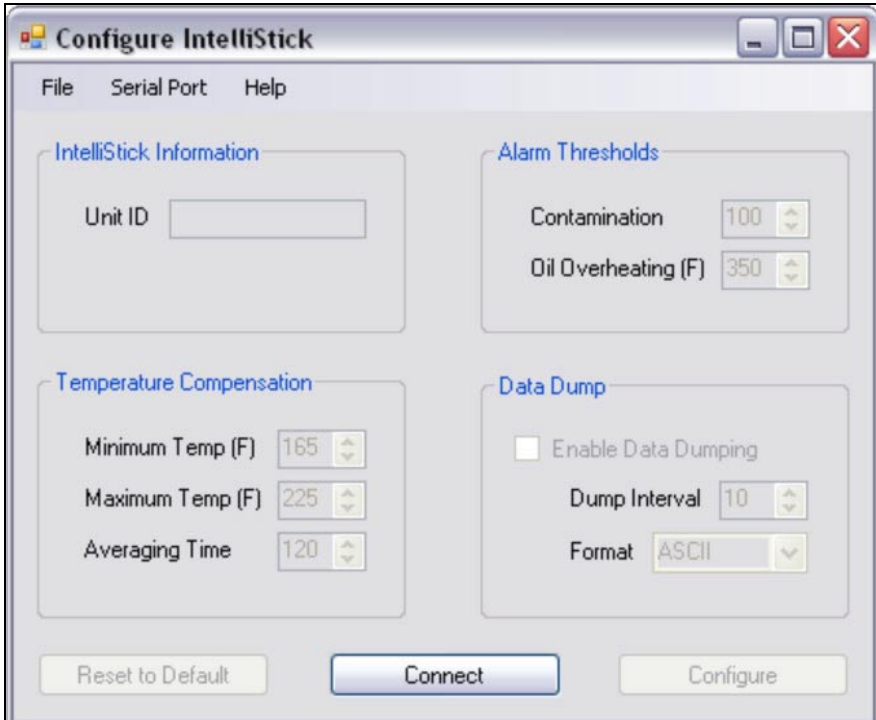 Configure IntelliStick
File Serial Port Help
IntelliStick Information
Unit ID
Alarm Thresholds
Contamination 100
Oil Overheating (F) 350
Temperature Compensation
Minimum Temp (F) 165
Maximum Temp (F) 225
Averaging Time 120
Data Dump
Enable Data Dumping
Dump Interval 10
Format ASCII
Reset to Default Connect Configure